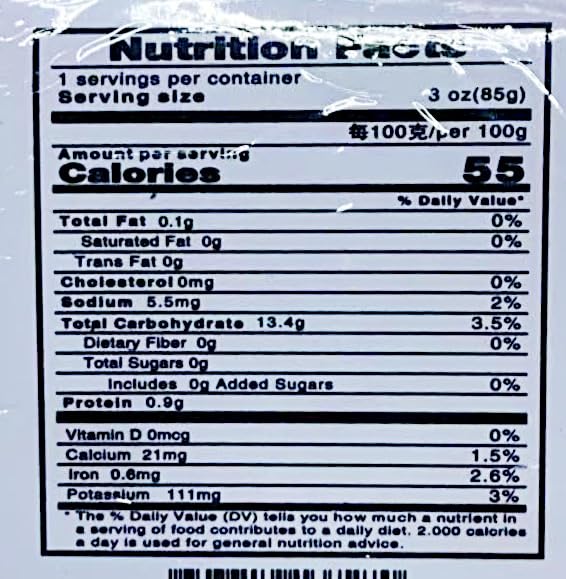 Nutrition Facts
1 servings per container
Serving size 3 oz(85g)
每100克/per 100g
Amount per serving
Calories 55
% Daily Value*
Total Fat 0.1g 0%
Saturated Fat 0g 0%
Trans Fat 0g
Cholesterol 0mg 0%
Sodium 5.5mg 2%
Total Carbohydrate 13.4g 3.5%
Dietary Fiber 0g 0%
Total Sugars 0g
Includes 0g Added Sugars 0%
Protein 0.9g
Vitamin D 0mcg 0%
Calcium 21mg 1.5%
Iron 0.6mg 2.6%
Potassium 111mg 3%
* The % Daily Value (DV) tells you how much a nutrient in
a serving of food contributes to a daily diet. 2.000 calories
a day is used for general nutrition advice.